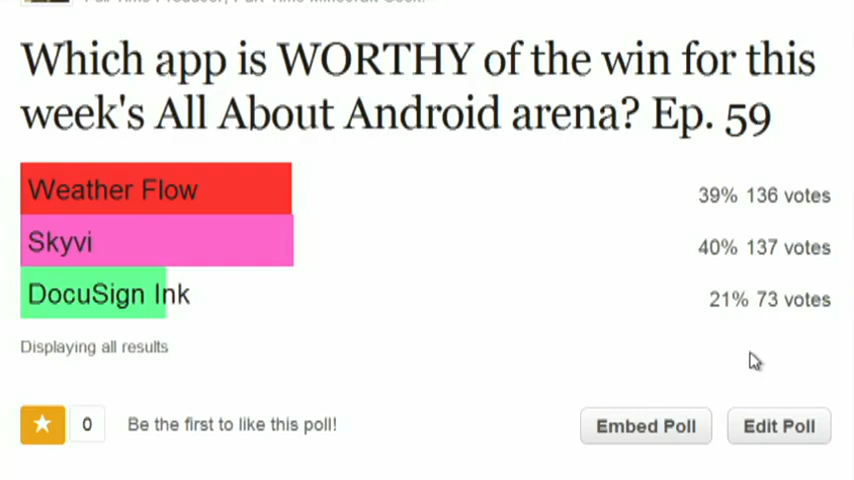 Which app is WORTHY of the win for this
week's All About Android arena? Ep. 59
Weather Flow 39% 136 votes
Skyvi 40% 137 votes
DocuSign Ink 21% 73 votes
Displaying all results
0 Be the first to like this poll! Embed Poll Edit Poll